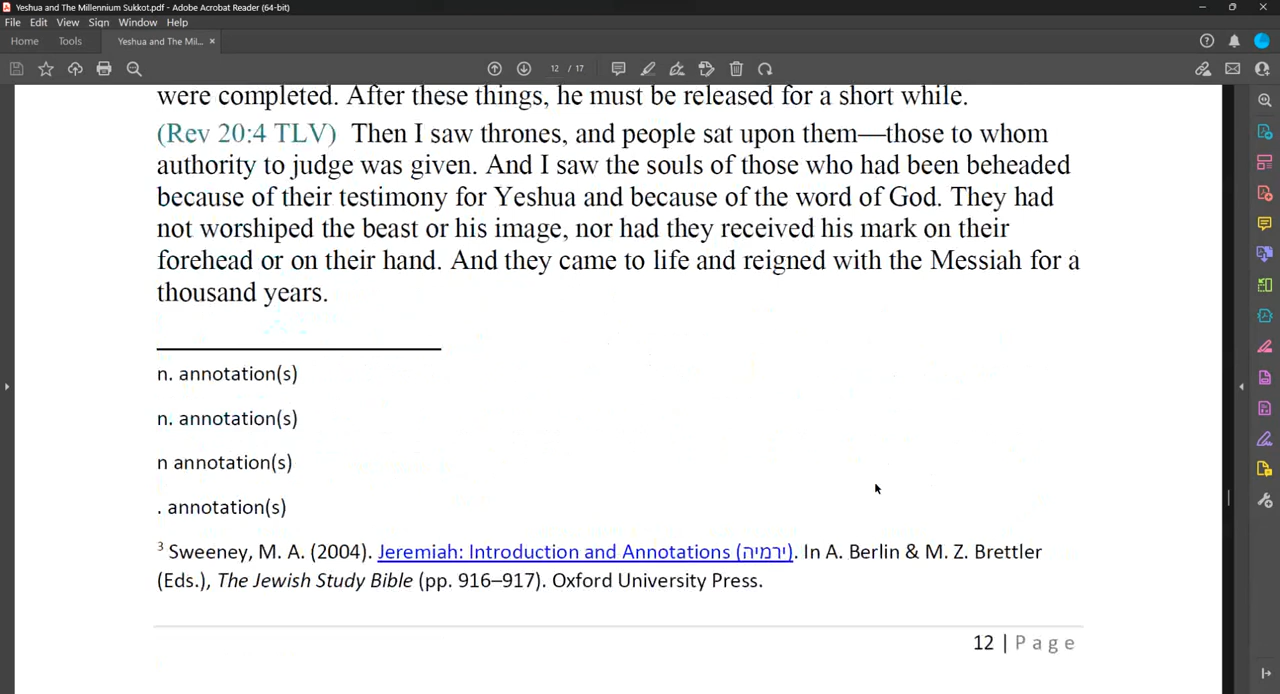 Yeshua and The Millennium Sukkot.pdf - Adobe Acrobat Reader (64-bit)
File Edit View Sign Window Help
Home Tools Yeshua and The Mil... ×
12 / 17
were completed. After these things, he must be released for a short while.
(Rev 20:4 TLV) Then I saw thrones, and people sat upon them—those to whom
authority to judge was given. And I saw the souls of those who had been beheaded
because of their testimony for Yeshua and because of the word of God. They had
not worshiped the beast or his image, nor had they received his mark on their
forehead or on their hand. And they came to life and reigned with the Messiah for a
thousand years.
n. annotation(s)
n. annotation(s)
n annotation(s)
. annotation(s)
3 Sweeney, M. A. (2004). Jeremiah: Introduction and Annotations (ירמיה). In A. Berlin & M. Z. Brettler
(Eds.), The Jewish Study Bible (pp. 916–917). Oxford University Press.
12 | Page